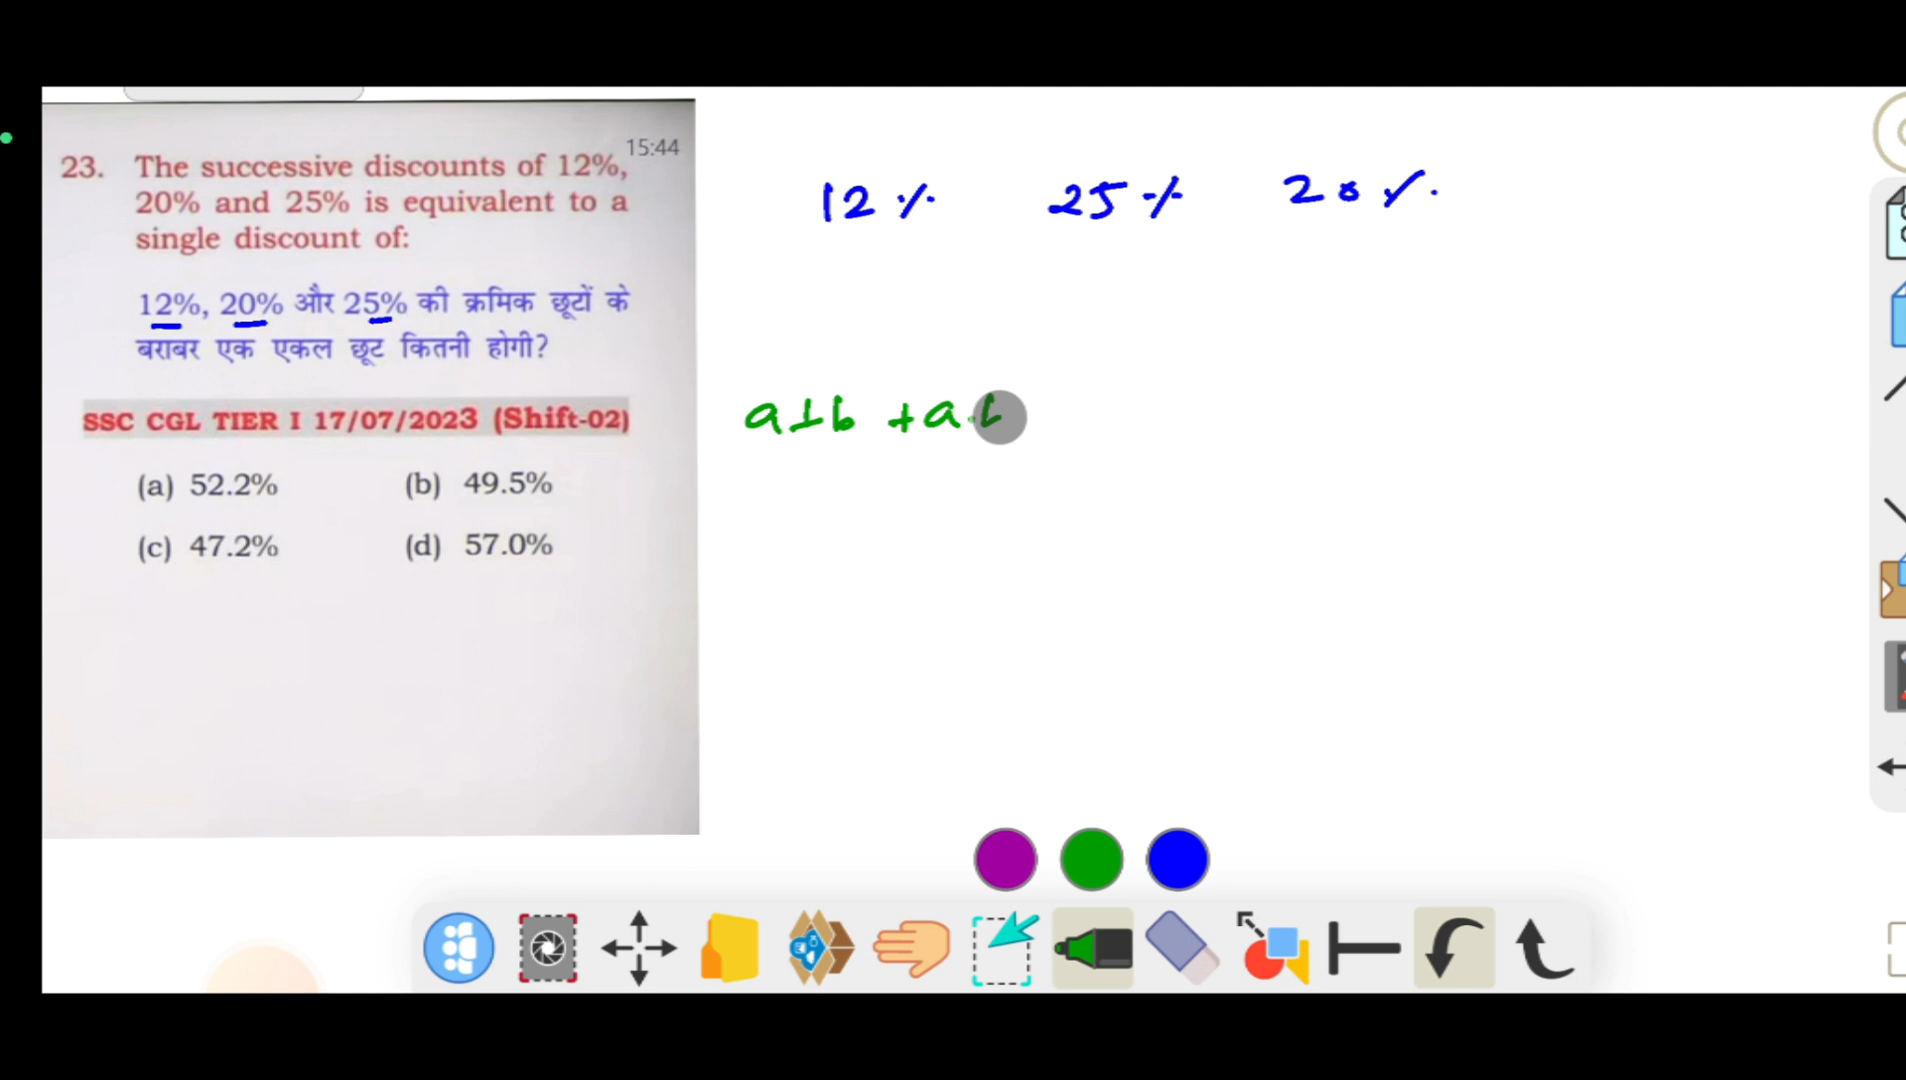 15:44
23. The successive discounts of 12%,
20% and 25% is equivalent to a
single discount of:
12%, 20% और 25% की क्रमिक छूटों के
बराबर एक एकल छूट कितनी होगी?
SSC CGL TIER I 17/07/2023 (Shift-02)
(a) 52.2% (b) 49.5%
(c) 47.2% (d) 57.0%
12% 25% 20%
a+b +a.b